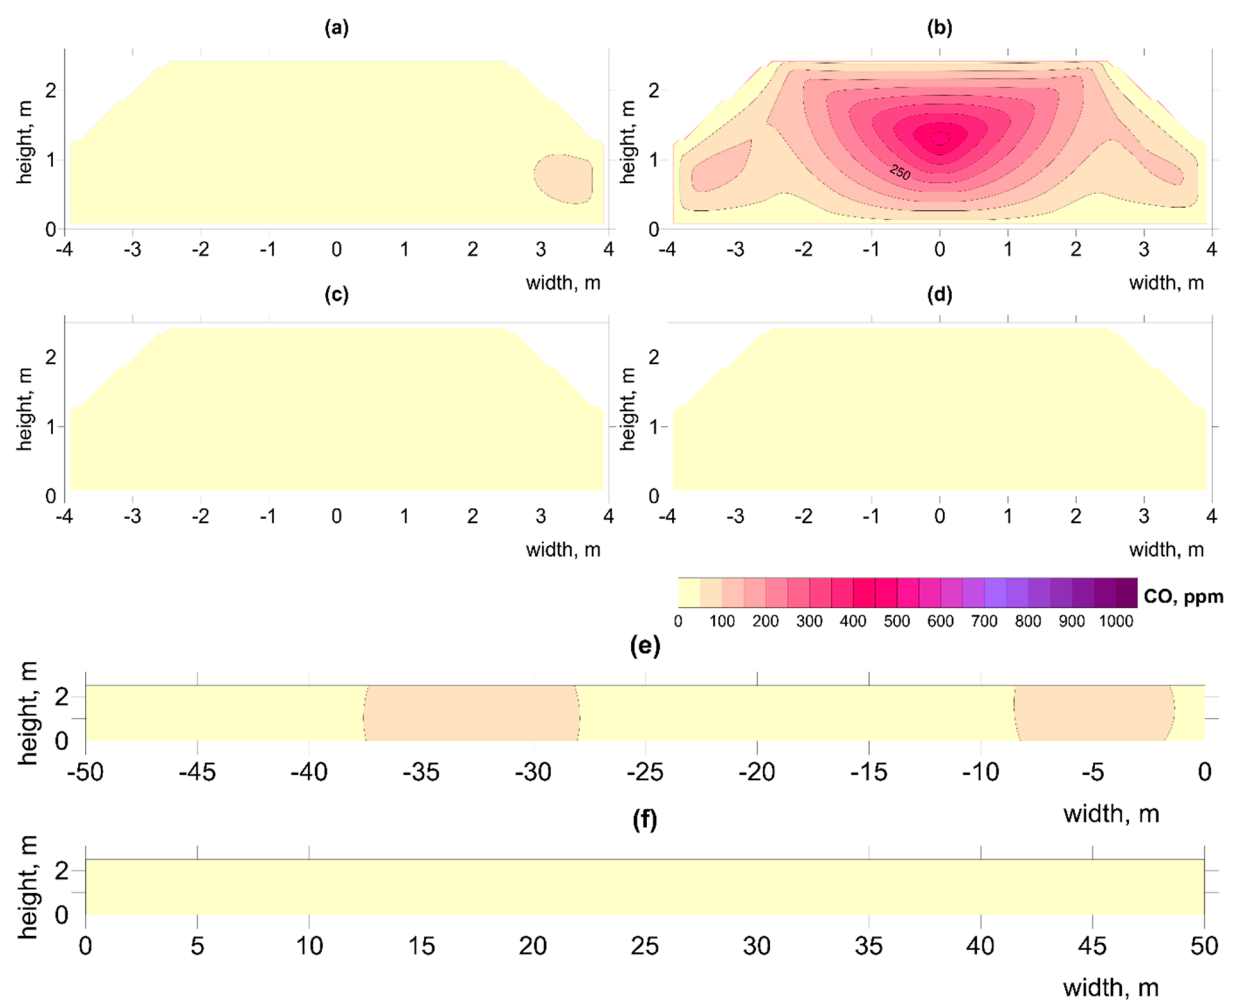 (a) (b)
height, m 2 1 0 height, m 2 1 0 250
-4 -3 -2 -1 0 1 2 3 4 -4 -3 -2 -1 0 1 2 3 4
width, m width, m
(c) (d)
height, m 2 1 0 height, m 2 1 0
-4 -3 -2 -1 0 1 2 3 4 -4 -3 -2 -1 0 1 2 3 4
width, m width, m
CO, ppm
0 100 200 300 400 500 600 700 800 900 1000
(e)
height, m 2 0
-50 -45 -40 -35 -30 -25 -20 -15 -10 -5 0
width, m
(f)
height, m 2 0
0 5 10 15 20 25 30 35 40 45 50
width, m